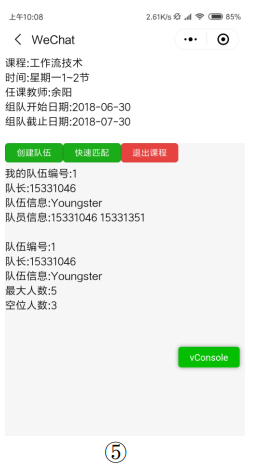 上午10:08 2.61K/s 85%
WeChat
课程:工作流技术
时间:星期一1~2节
任课教师:余阳
组队开始日期:2018-06-30
组队截止日期:2018-07-30
创建队伍 快速匹配 退出课程
我的队伍编号:1
队长:15331046
队伍信息:Youngster
队员信息:15331046 15331351
队伍编号:1
队长:15331046
队伍信息:Youngster
最大人数:5
空位人数:3
vConsole
⑤